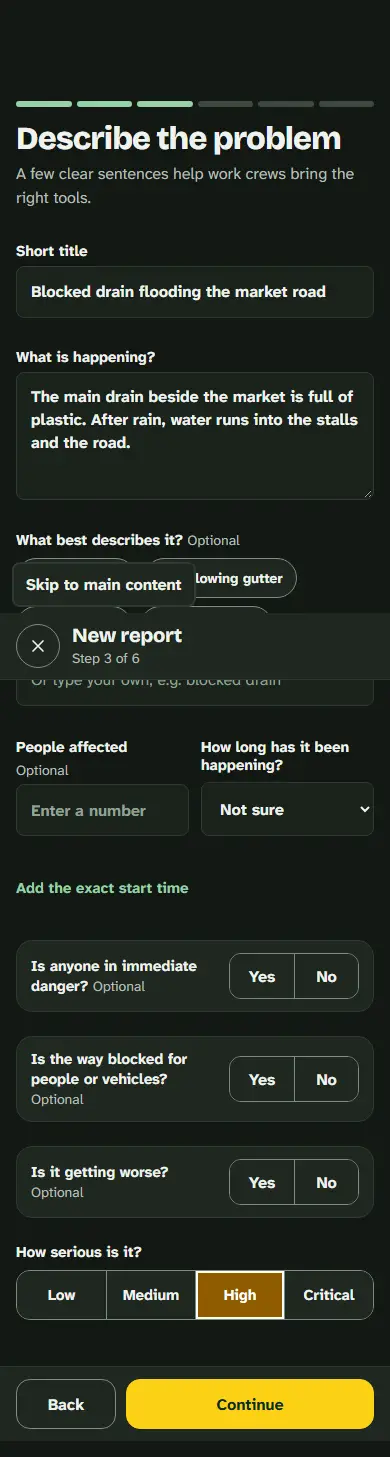 Describe the problem
A few clear sentences help work crews bring the
right tools.
Short title
Blocked drain flooding the market road
What is happening?
The main drain beside the market is full of
plastic. After rain, water runs into the stalls
and the road.
What best describes it? Optional
lowing gutter
Skip to main content
New report
Step 3 of 6
Or type your own, e.g. blocked drain
People affected
Optional
How long has it been
happening?
Enter a number
Not sure
Add the exact start time
Is anyone in immediate
danger? Optional
Yes No
Is the way blocked for
people or vehicles?
Optional
Yes No
Is it getting worse?
Optional
Yes No
How serious is it?
Low Medium High Critical
Back Continue